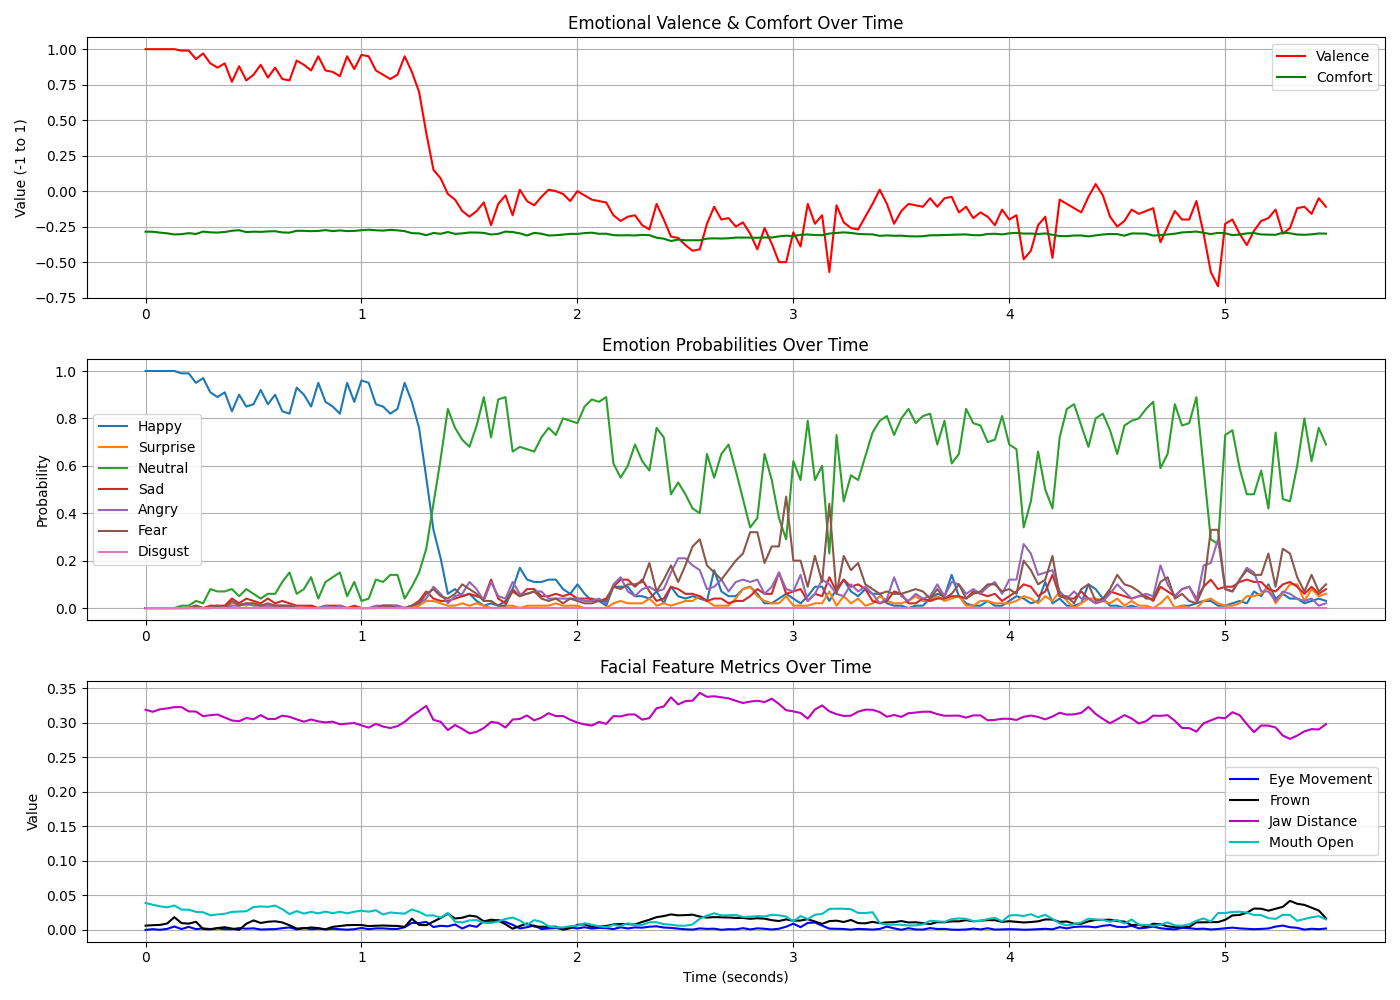 Emotional Valence & Comfort Over Time
Value (-1 to 1)
1.00
0.75
0.50
0.25
0.00
−0.25
−0.50
−0.75
0 1 2 3 4 5
Valence
Comfort
Emotion Probabilities Over Time
Probability
1.0
0.8
0.6
0.4
0.2
0.0
0 1 2 3 4 5
Happy
Surprise
Neutral
Sad
Angry
Fear
Disgust
Facial Feature Metrics Over Time
Value
0.35
0.30
0.25
0.20
0.15
0.10
0.05
0.00
0 1 2 3 4 5
Eye Movement
Frown
Jaw Distance
Mouth Open
Time (seconds)